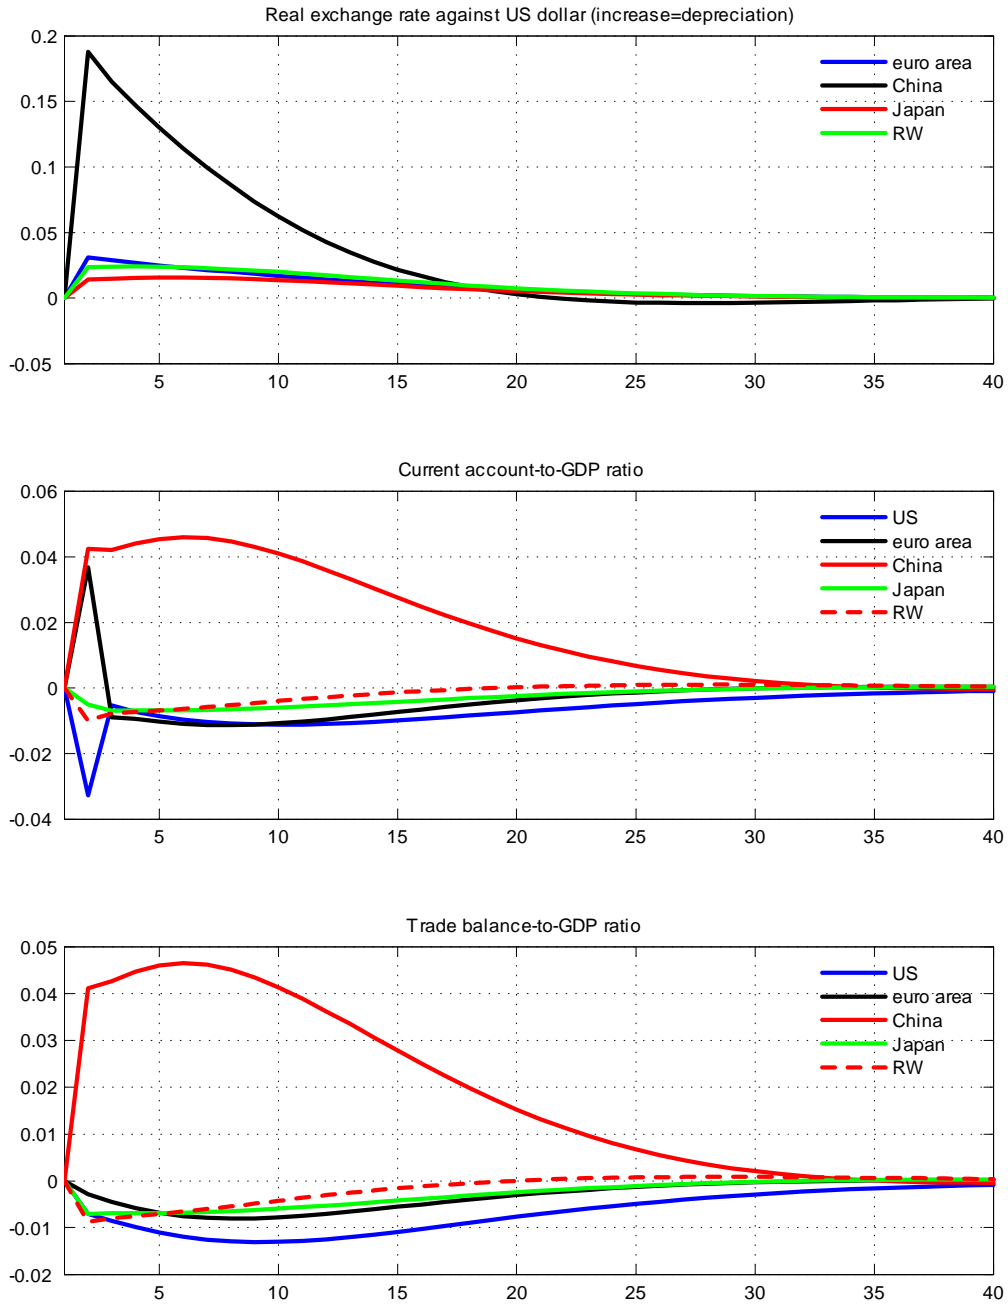 Real exchange rate against US dollar (increase=depreciation)
0.2
0.15
0.1
0.05
0
-0.05
euro area
China
Japan
RW
5 10 15 20 25 30 35 40
Current account-to-GDP ratio
0.06
0.04
0.02
0
-0.02
-0.04
US
euro area
China
Japan
RW
5 10 15 20 25 30 35 40
Trade balance-to-GDP ratio
0.05
0.04
0.03
0.02
0.01
0
-0.01
-0.02
US
euro area
China
Japan
RW
5 10 15 20 25 30 35 40